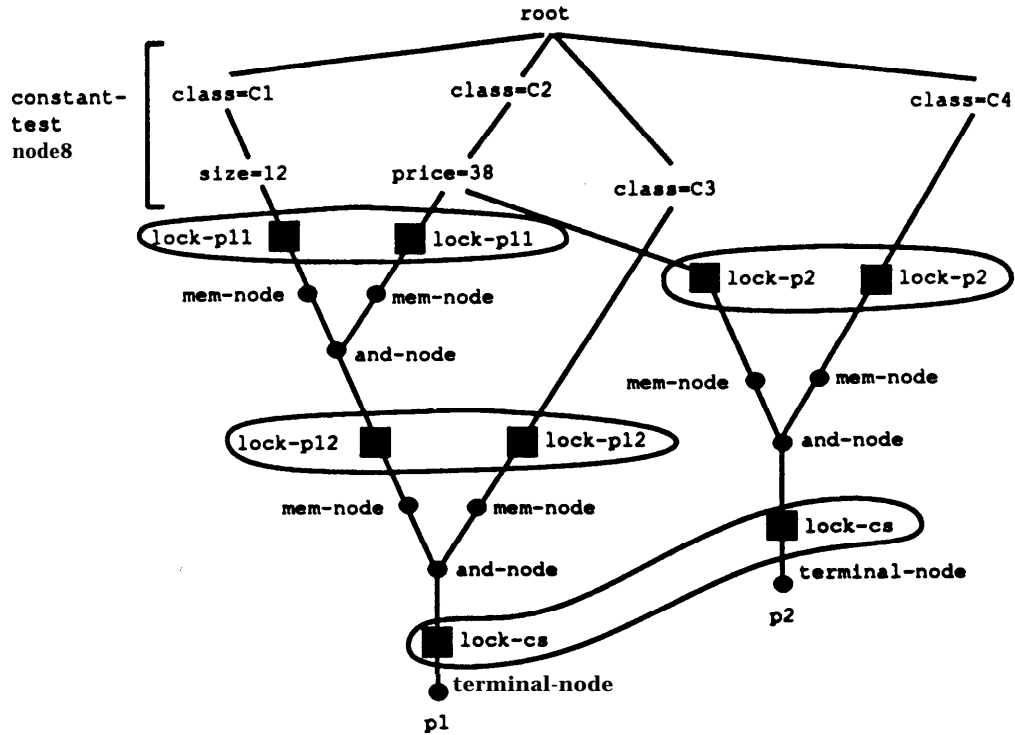 root
constant-
test
node8
class=C1
class=C2
class=C4
size=12
price=38
class=C3
lock-p11
lock-p11
lock-p2
lock-p2
mem-node
mem-node
and-node
mem-node
mem-node
lock-p12
lock-p12
and-node
mem-node
mem-node
lock-cs
and-node
terminal-node
p2
lock-cs
terminal-node
p1